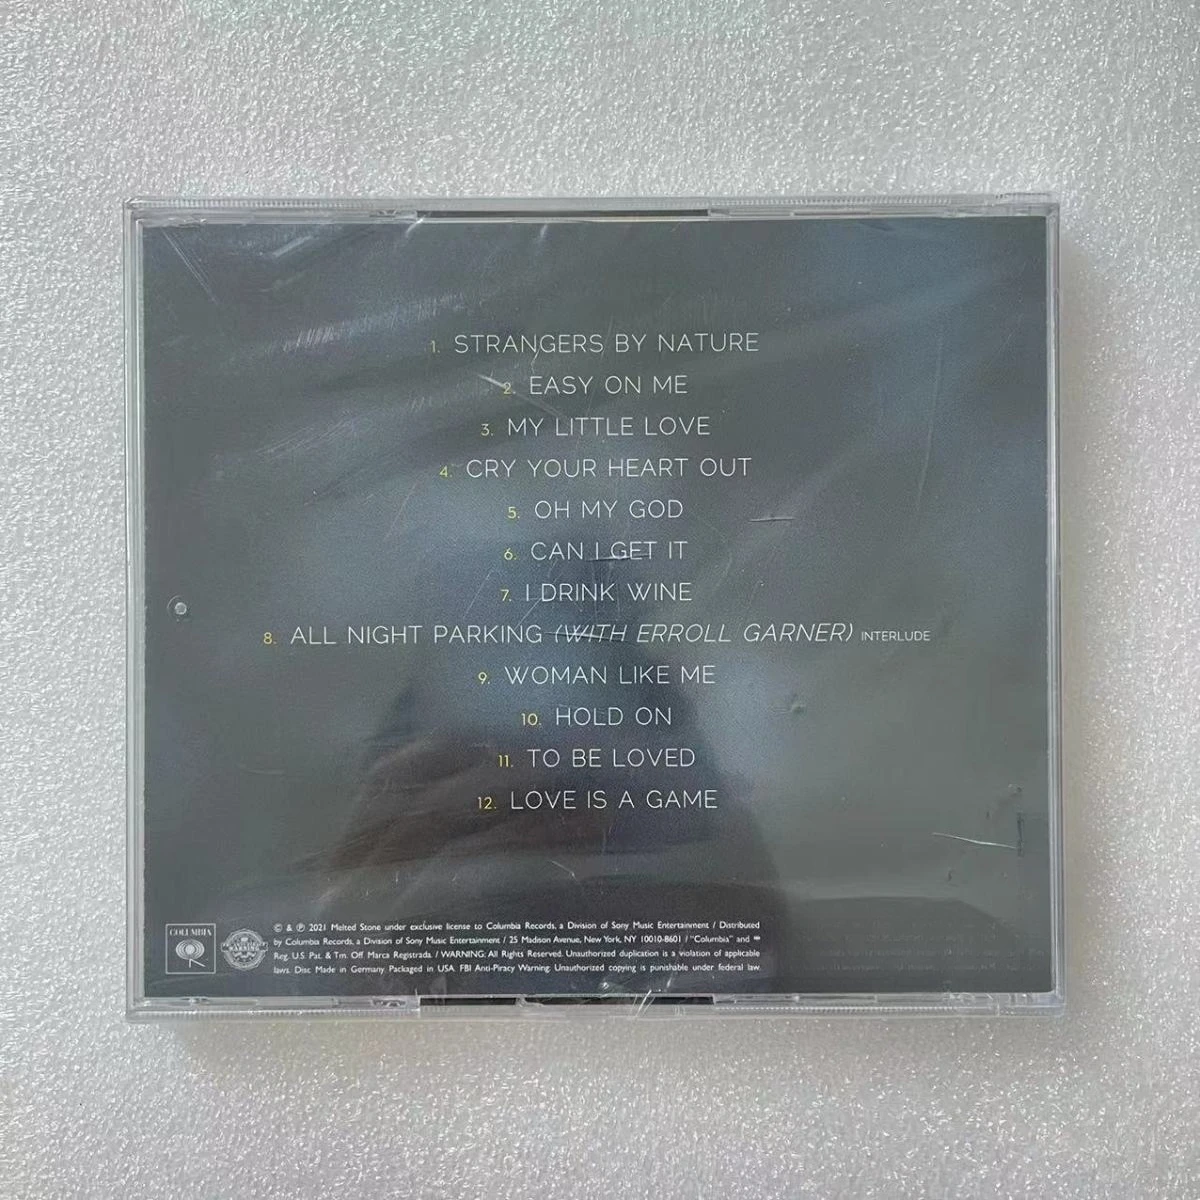 1. STRANGERS BY NATURE
2. EASY ON ME
3. MY LITTLE LOVE
4. CRY YOUR HEART OUT
5. OH MY GOD
6. CAN I GET IT
7. I DRINK WINE
8. ALL NIGHT PARKING (WITH ERROLL GARNER) INTERLUDE
9. WOMAN LIKE ME
10. HOLD ON
11. TO BE LOVED
12. LOVE IS A GAME
COLUMBIA
WARNING
© & ℗ 2021 Melted Stone under exclusive license to Columbia Records, a Division of Sony Music Entertainment / Distributed
by Columbia Records, a Division of Sony Music Entertainment / 25 Madison Avenue, New York, NY 10010-8601 / "Columbia" and
Reg. U.S. Pat. & Tm. Off. Marca Registrada. / WARNING: All Rights Reserved. Unauthorized duplication is a violation of applicable
laws. Disc Made in Germany. Packaged in USA. FBI Anti-Piracy Warning: Unauthorized copying is punishable under federal law.